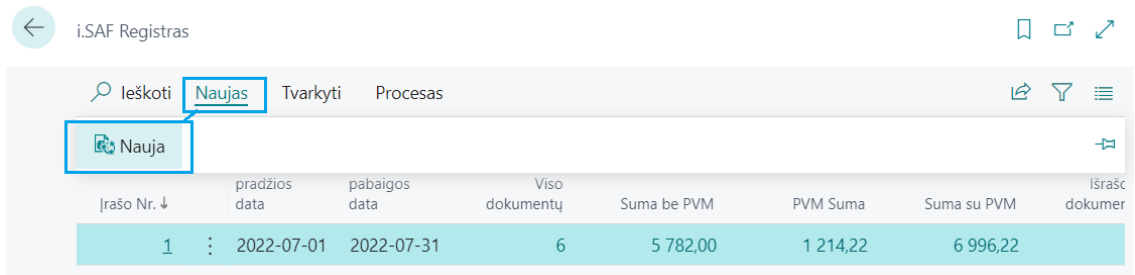 i.SAF Registras
Ieškoti Naujas Tvarkyti Procesas
Nauja
Įrašo Nr. ↓ pradžios data pabaigos data Viso dokumentų Suma be PVM PVM Suma Suma su PVM
1 2022-07-01 2022-07-31 6 5 782,00 1 214,22 6 996,22